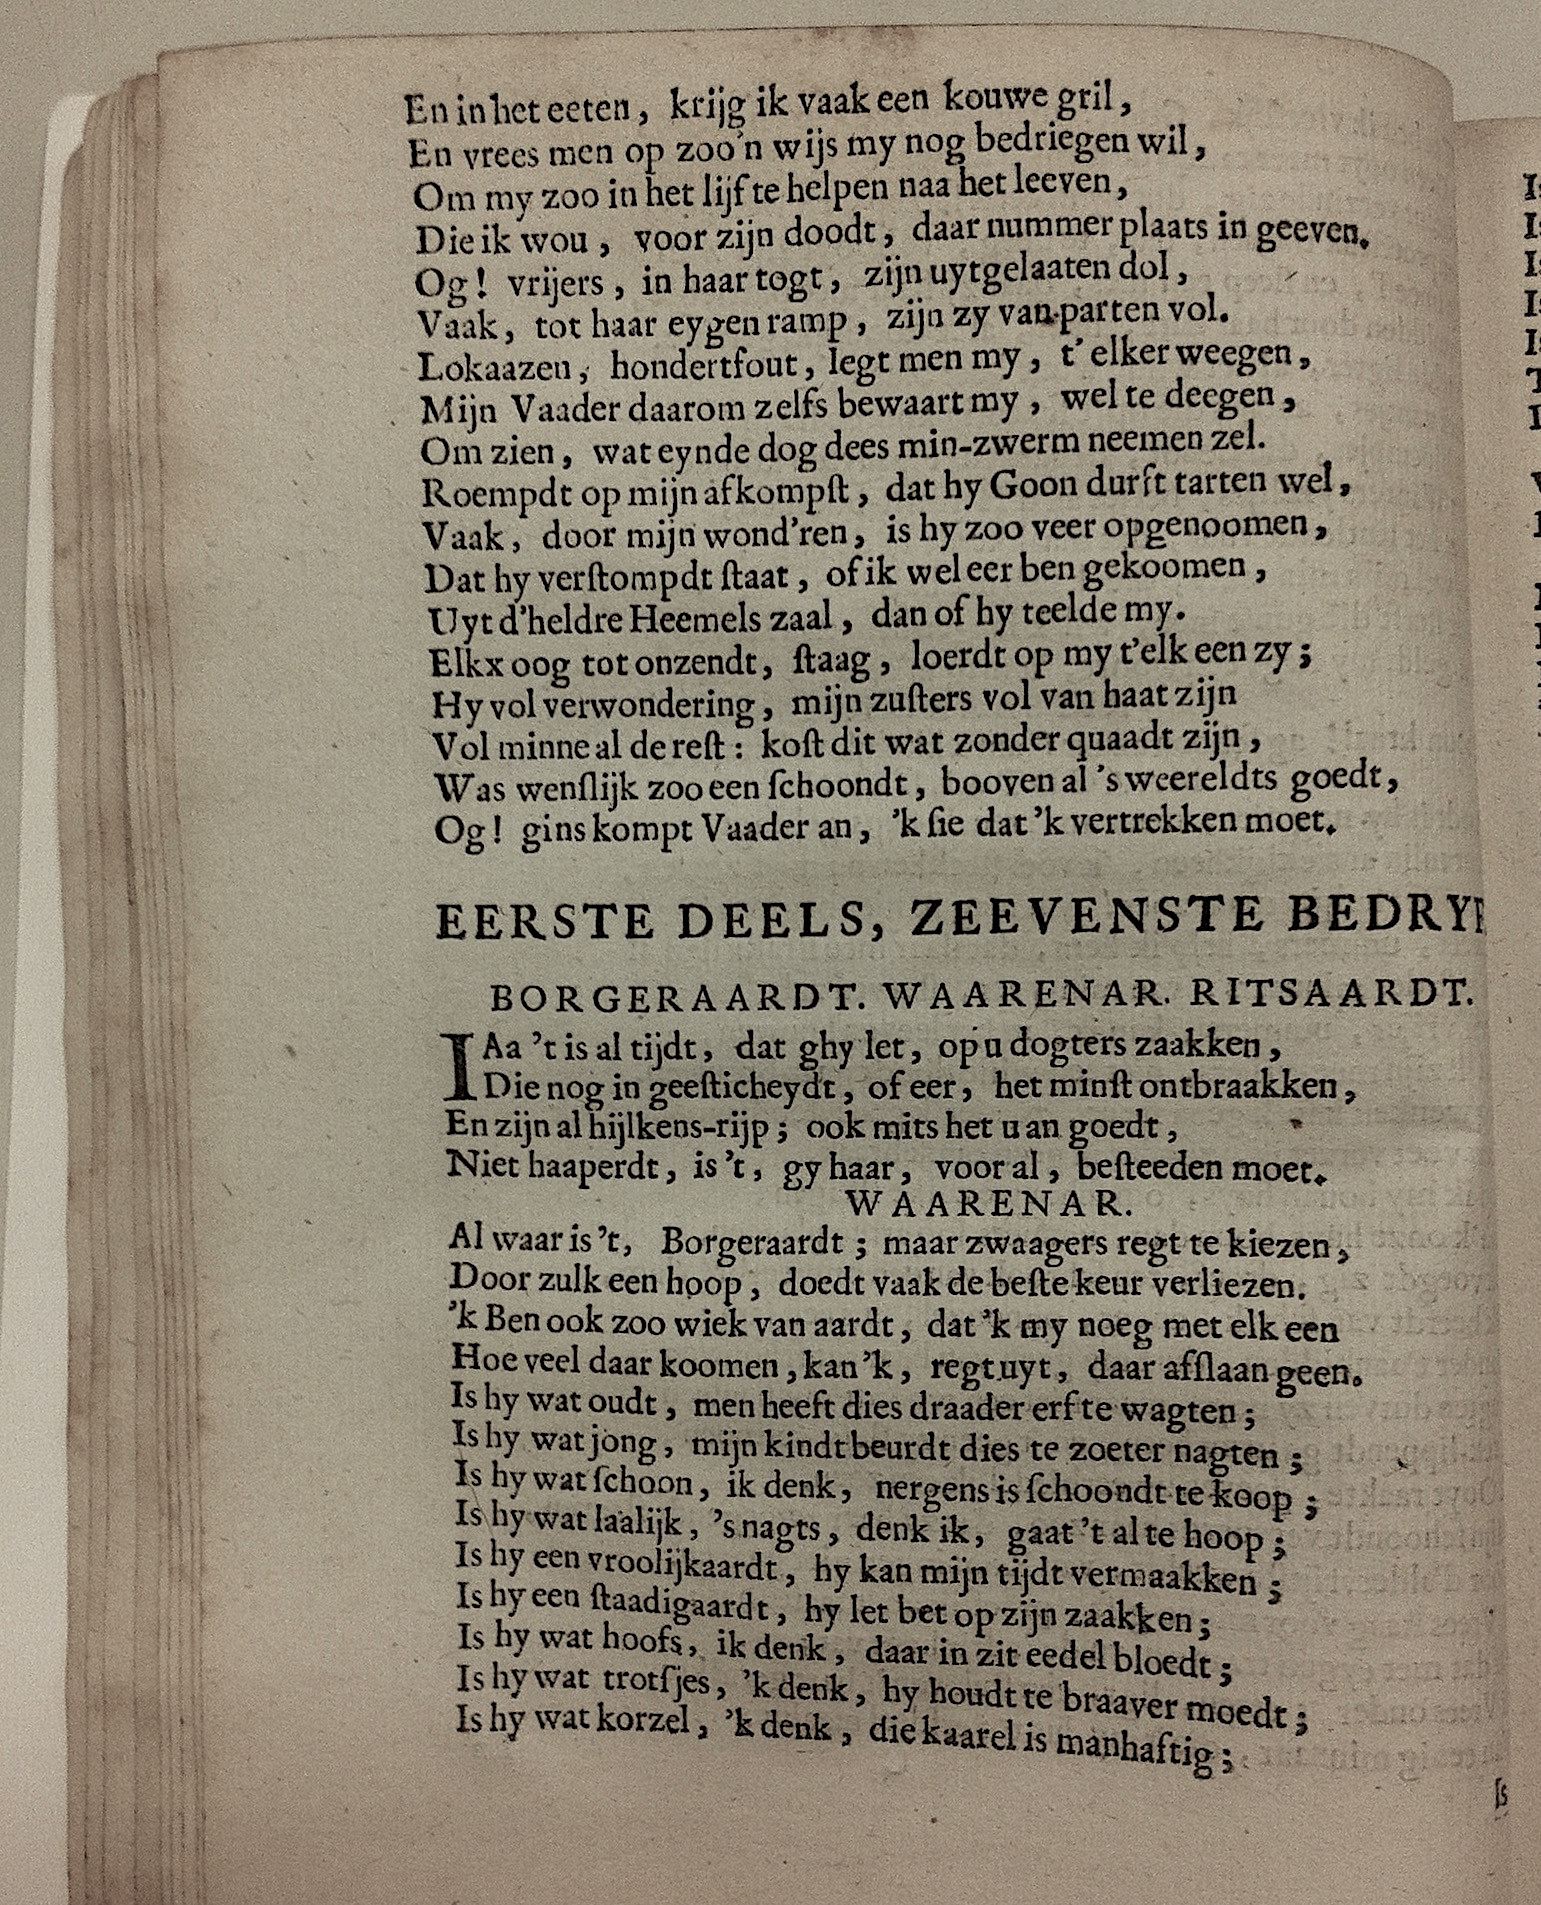 En in het eeten, krijg ik vaak een kouwe gril,
En vrees men op zoo'n wijs my nog bedriegen wil,
Om my zoo in het lijf te helpen naa het leeven,
Die ik wou, voor zijn doodt, daar nummer plaats in geeven.
Og! vrijers, in haar togt, zijn uytgelaaten dol,
Vaak, tot haar eygen ramp, zijn zy van parten vol.
Lokaazen, hondertfout, legt men my, t' elker weegen,
Mijn Vaader daarom zelfs bewaart my, wel te deegen,
Om zien, wat eynde dog dees min-zwerm neemen zel.
Roempdt op mijn afkompſt, dat hy Goon durſt tarten wel,
Vaak, door mijn wond'ren, is hy zoo veer opgenoomen,
Dat hy verſtompdt ſtaat, of ik wel eer ben gekoomen,
Uyt d'heldre Heemels zaal, dan of hy teelde my.
Elkx oog tot onzendt, ſtaag, loerdt op my t'elk een zy;
Hy vol verwondering, mijn zuſters vol van haat zijn
Vol minne al de reſt: koſt dit wat zonder quaadt zijn,
Was wenſlijk zoo een ſchoondt, booven al 's weereldts goedt,
Og! gins kompt Vaader an, 'k ſie dat 'k vertrekken moet.
EERSTE DEELS, ZEEVENSTE BEDRYF
BORGERAARDT. WAARENAR. RITSAARDT.
IAa 't is al tijdt, dat ghy let, op u dogters zaakken,
Die nog in geeſticheydt, of eer, het minſt ontbraakken,
En zijn al hijlkens-rijp; ook mits het u an goedt,
Niet haaperdt, is 't, gy haar, voor al, beſteeden moet.
WAARENAR.
Al waar is 't, Borgeraardt; maar zwaagers regt te kiezen,
Door zulk een hoop, doedt vaak de beſte keur verliezen.
'k Ben ook zoo wiek van aardt, dat 'k my noeg met elk een
Hoe veel daar koomen, kan 'k, regt uyt, daar afſlaan geen.
Is hy wat oudt, men heeft dies draader erf te wagten;
Is hy wat jong, mijn kindt beurdt dies te zoeter nagten;
Is hy wat ſchoon, ik denk, nergens is ſchoondt te koop;
Is hy wat laalijk, 's nagts, denk ik, gaat 't al te hoop;
Is hy een vroolijkaardt, hy kan mijn tijdt vermaakken;
Is hy een ſtaadigaardt, hy let bet op zijn zaakken;
Is hy wat hoofs, ik denk, daar in zit eedel bloedt;
Is hy wat trotſjes, 'k denk, hy houdt te braaver moedt;
Is hy wat korzel, 'k denk, die kaarel is manhaftig;